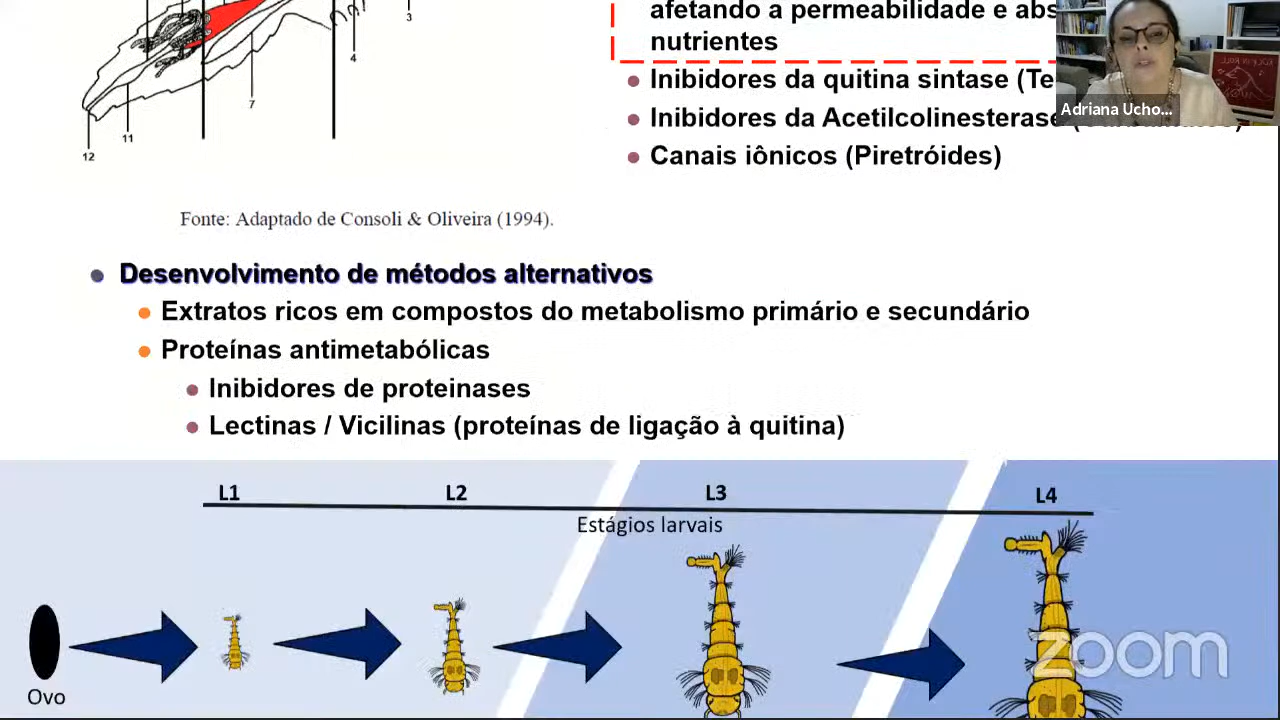 3
4
7
11
12
Fonte: Adaptado de Consoli & Oliveira (1994).
afetando a permeabilidade e abs
nutrientes
Inibidores da quitina sintase (Te
Inibidores da Acetilcolinesterase
Canais iônicos (Piretróides)
Adriana Ucho...
Desenvolvimento de métodos alternativos
Extratos ricos em compostos do metabolismo primário e secundário
Proteínas antimetabólicas
Inibidores de proteinases
Lectinas / Vicilinas (proteínas de ligação à quitina)
L1 L2 L3 L4
Estágios larvais
Ovo
zoom